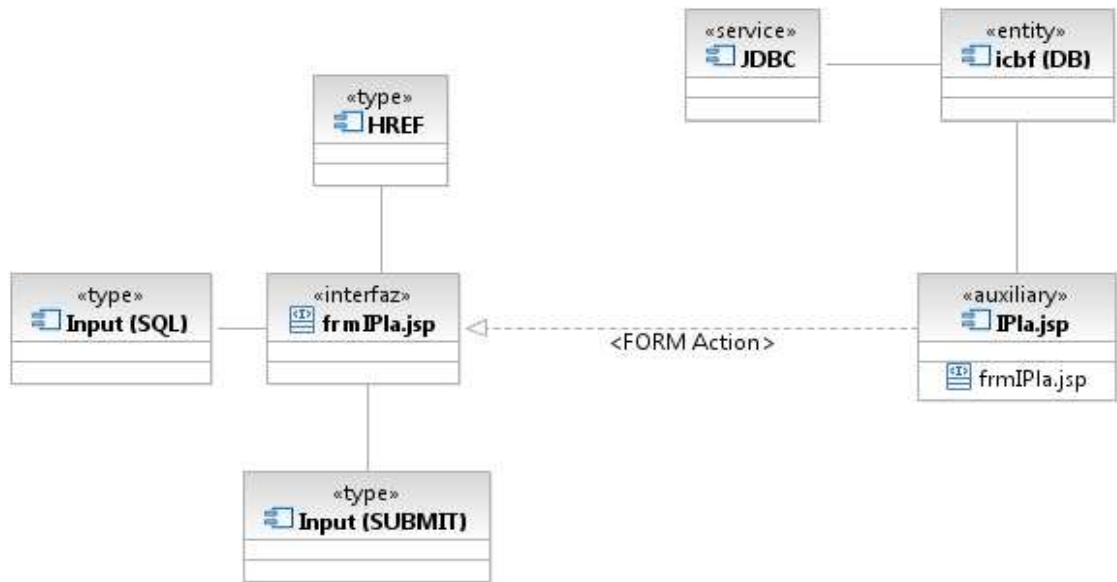 «service»
JDBC
«entity»
icbf (DB)
«type»
HREF
«type»
Input (SQL)
«interfaz»
frmIPla.jsp
<FORM Action>
«auxiliary»
IPla.jsp
frmIPla.jsp
«type»
Input (SUBMIT)